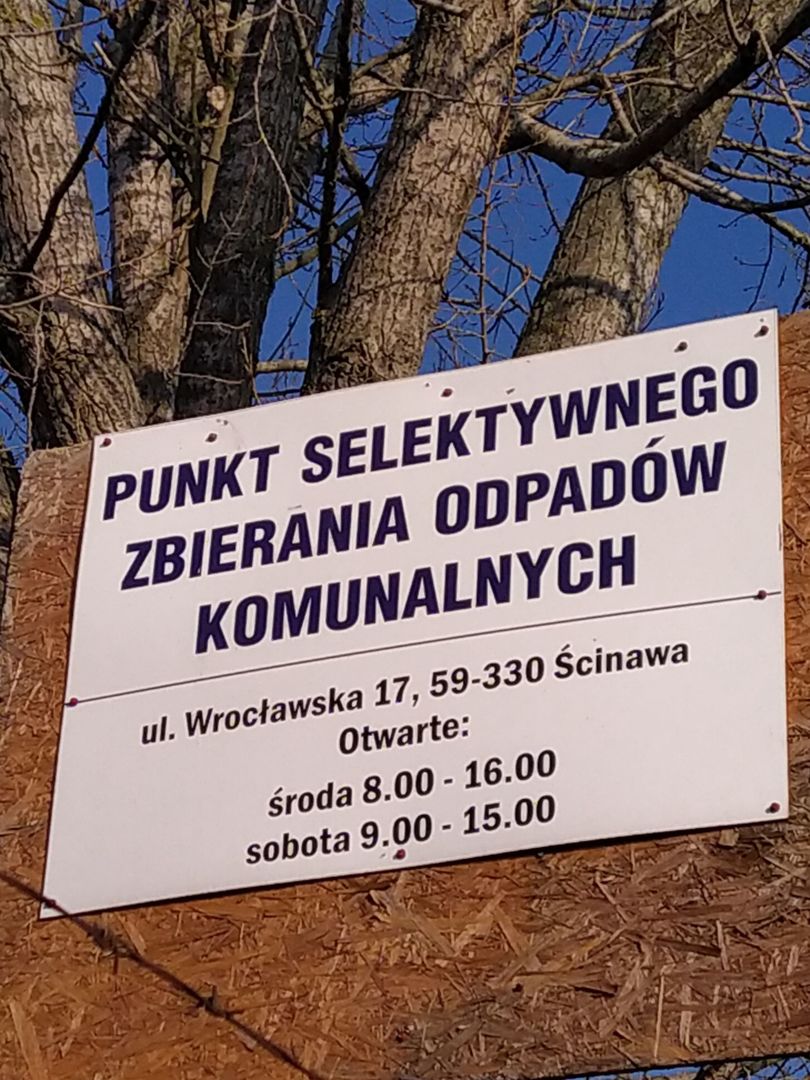 PUNKT SELEKTYWNEGO
ZBIERANIA ODPADÓW
KOMUNALNYCH
ul. Wrocławska 17, 59-330 Ścinawa
Otwarte:
środa 8.00 - 16.00
sobota 9.00 - 15.00